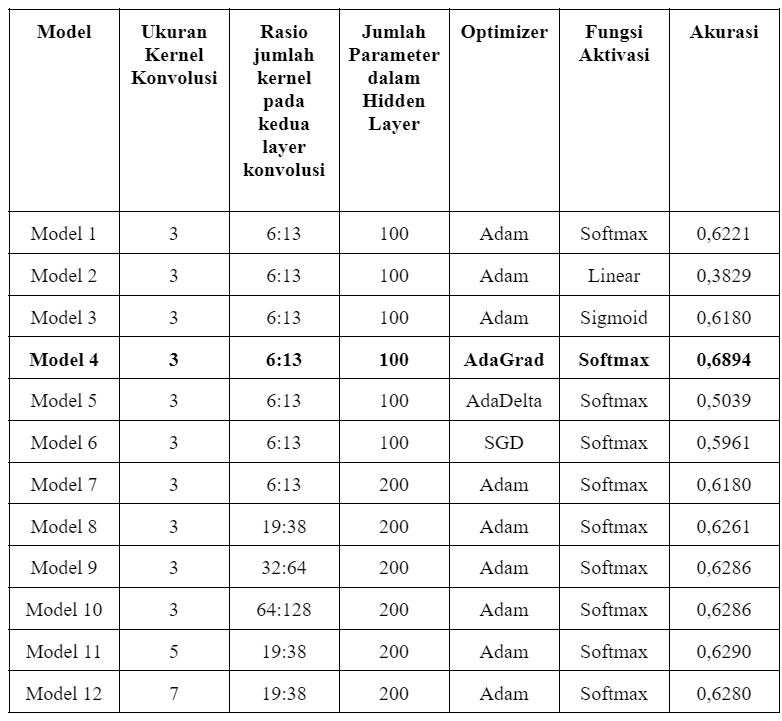 Model Ukuran Kernel Konvolusi Rasio jumlah kernel pada kedua layer konvolusi Jumlah Parameter dalam Hidden Layer Optimizer Fungsi Aktivasi Akurasi
Model 1 3 6:13 100 Adam Softmax 0,6221
Model 2 3 6:13 100 Adam Linear 0,3829
Model 3 3 6:13 100 Adam Sigmoid 0,6180
Model 4 3 6:13 100 AdaGrad Softmax 0,6894
Model 5 3 6:13 100 AdaDelta Softmax 0,5039
Model 6 3 6:13 100 SGD Softmax 0,5961
Model 7 3 6:13 200 Adam Softmax 0,6180
Model 8 3 19:38 200 Adam Softmax 0,6261
Model 9 3 32:64 200 Adam Softmax 0,6286
Model 10 3 64:128 200 Adam Softmax 0,6286
Model 11 5 19:38 200 Adam Softmax 0,6290
Model 12 7 19:38 200 Adam Softmax 0,6280